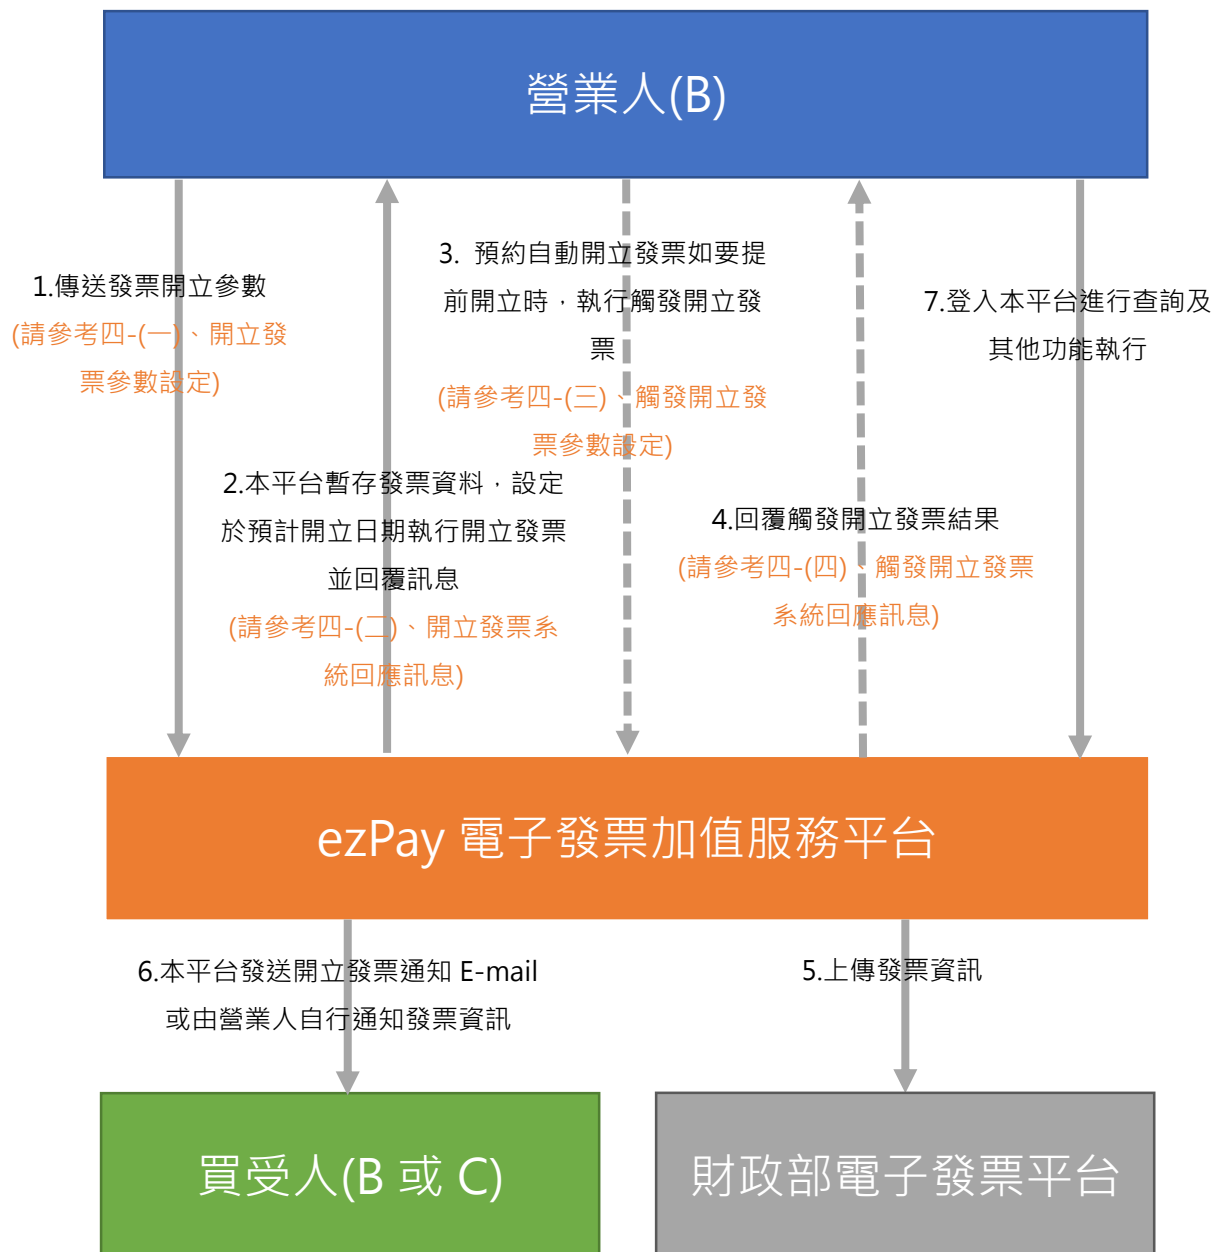 營業人(B)
1.傳送發票開立參數
(請參考四-(一)、開立發
票參數設定)
2.本平台暫存發票資料，設定
於預計開立日期執行開立發票
並回覆訊息
(請參考四-(二)、開立發票系
統回應訊息)
3. 預約自動開立發票如要提
前開立時，執行觸發開立發
票
(請參考四-(三)、觸發開立發
票參數設定)
4.回覆觸發開立發票結果
(請參考四-(四)、觸發開立發票
系統回應訊息)
7.登入本平台進行查詢及
其他功能執行
ezPay 電子發票加值服務平台
6.本平台發送開立發票通知 E-mail
或由營業人自行通知發票資訊
5.上傳發票資訊
買受人(B 或 C)
財政部電子發票平台